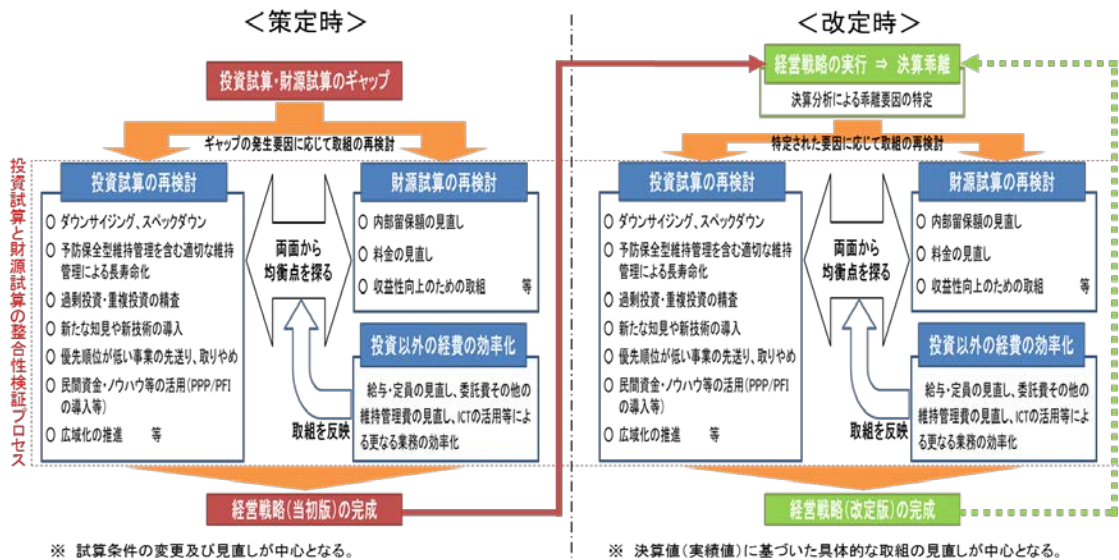 ＜策定時＞
投資試算・財源試算のギャップ
ギャップの発生要因に応じて取組の再検討
投資試算と財源試算の整合性検証プロセス
投資試算の再検討
○ ダウンサイジング、スペックダウン
○ 予防保全型維持管理を含む適切な維持
管理による長寿命化
○ 過剰投資・重複投資の精査
○ 新たな知見や新技術の導入
○ 優先順位が低い事業の先送り、取りやめ
○ 民間資金・ノウハウ等の活用(PPP/PFI
の導入等)
○ 広域化の推進　等
両面から
均衡点を探る
財源試算の再検討
○ 内部留保額の見直し
○ 料金の見直し
○ 収益性向上のための取組　等
投資以外の経費の効率化
給与・定員の見直し、委託費その他の
維持管理費の見直し、ICTの活用等によ
る更なる業務の効率化
取組を反映
経営戦略(当初版)の完成
※ 試算条件の変更及び見直しが中心となる。
＜改定時＞
経営戦略の実行 ⇒ 決算乖離
決算分析による乖離要因の特定
特定された要因に応じて取組の再検討
投資試算の再検討
○ ダウンサイジング、スペックダウン
○ 予防保全型維持管理を含む適切な維持
管理による長寿命化
○ 過剰投資・重複投資の精査
○ 新たな知見や新技術の導入
○ 優先順位が低い事業の先送り、取りやめ
○ 民間資金・ノウハウ等の活用(PPP/PFI
の導入等)
○ 広域化の推進　等
両面から
均衡点を探る
財源試算の再検討
○ 内部留保額の見直し
○ 料金の見直し
○ 収益性向上のための取組　等
投資以外の経費の効率化
給与・定員の見直し、委託費その他の
維持管理費の見直し、ICTの活用等によ
る更なる業務の効率化
取組を反映
経営戦略(改定版)の完成
※ 決算値(実績値)に基づいた具体的な取組の見直しが中心となる。